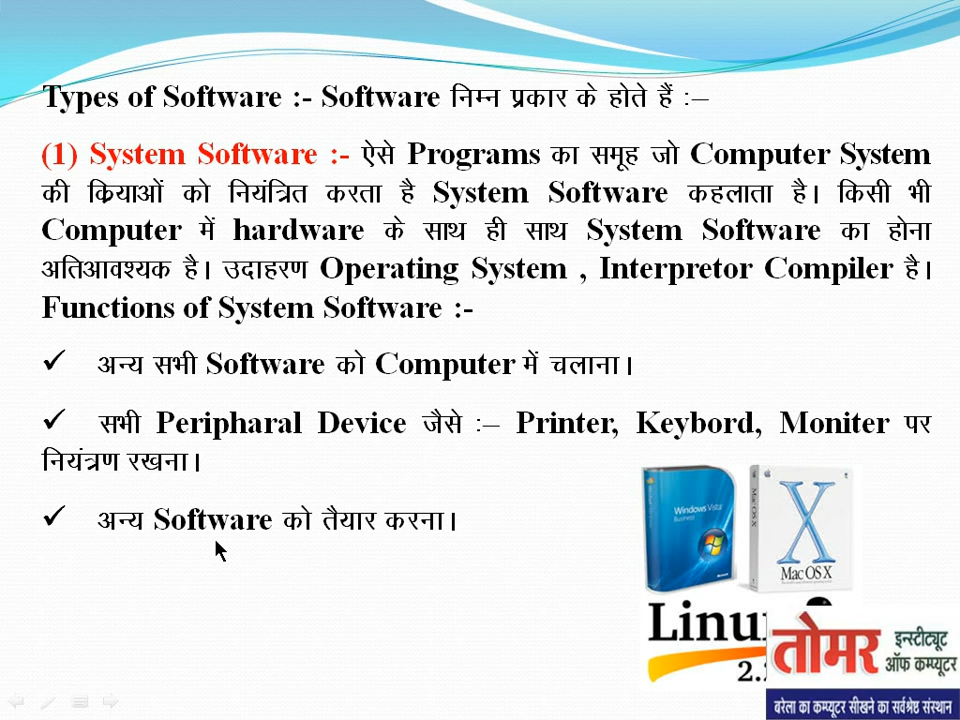 Types of Software :- Software निम्न प्रकार के होते हैं :–
(1) System Software :- ऐसे Programs का समूह जो Computer System
की क्रियाओं को नियंत्रित करता है System Software कहलाता है। किसी भी
Computer में hardware के साथ ही साथ System Software का होना
अतिआवश्यक है। उदाहरण Operating System , Interpretor Compiler है।
Functions of System Software :-
✓ अन्य सभी Software को Computer में चलाना।
✓ सभी Peripharal Device जैसे :– Printer, Keybord, Moniter पर
नियंत्रण रखना।
✓ अन्य Software को तैयार करना।
Windows Vista
Business
Mac OS X
X
Mac OS X
2.
तोमर
इन्स्टीट्यूट
ऑफ कम्प्यूटर
बरेला का कम्प्यूटर सीखने का सर्वश्रेष्ठ संस्थान